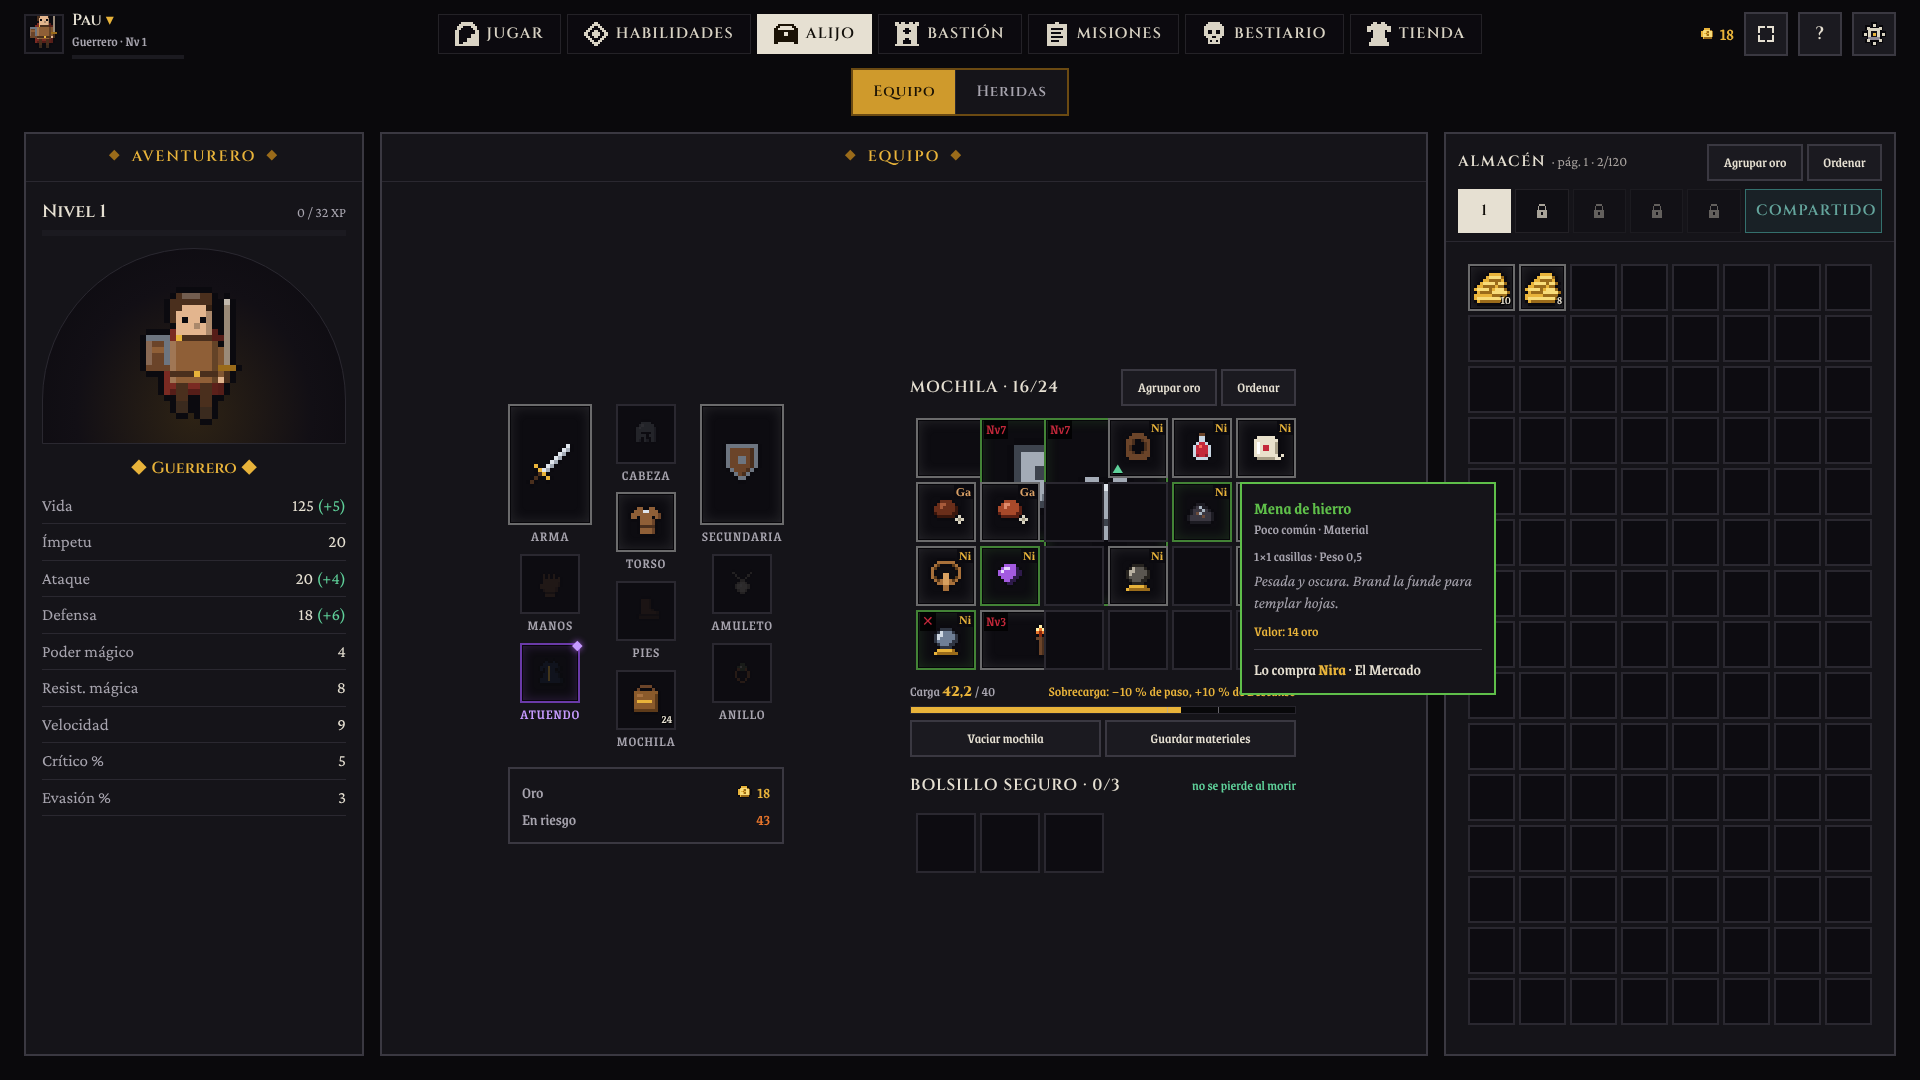 Pau ▾
Guerrero · Nv 1
JUGAR
HABILIDADES
ALIJO
BASTIÓN
MISIONES
BESTIARIO
TIENDA
18
?
Equipo
Heridas
AVENTURERO
Nivel 1
0 / 32 XP
Guerrero
Vida 125 (+5)
Ímpetu 20
Ataque 20 (+4)
Defensa 18 (+6)
Poder mágico 4
Resist. mágica 8
Velocidad 9
Crítico % 5
Evasión % 3
EQUIPO
ARMA
CABEZA
SECUNDARIA
TORSO
MANOS
AMULETO
PIES
ATUENDO
24
ANILLO
MOCHILA
Oro 18
En riesgo 43
MOCHILA · 16/24
Agrupar oro
Ordenar
Nv7
Nv7
Ni
Ni
Ni
Ga
Ga
Ni
Ni
Ni
Ni
Ni
Nv3
Carga 42,2 / 40
Sobrecarga: −10 % de paso, +10 % de
Vaciar mochila
Guardar materiales
BOLSILLO SEGURO · 0/3
no se pierde al morir
Mena de hierro
Poco común · Material
1×1 casillas · Peso 0,5
Pesada y oscura. Brand la funde para
templar hojas.
Valor: 14 oro
Lo compra Nira · El Mercado
ALMACÉN · pág. 1 · 2/120
Agrupar oro
Ordenar
1
COMPARTIDO
10
8